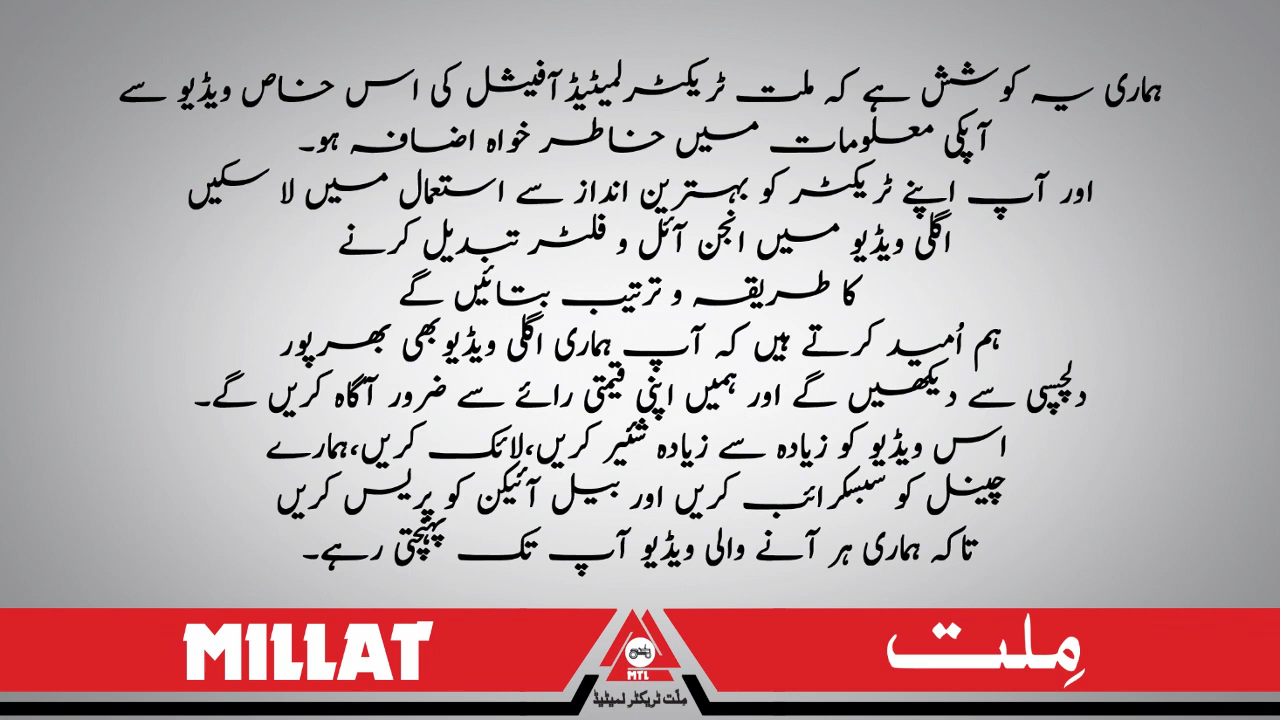 ہماری یہ کوشش ہے کہ ملت ٹریکٹر لمیٹیڈ آفیشل کی اس خاص ویڈیو سے
آپکی معلومات میں خاطر خواہ اضافہ ہو۔
اور آپ اپنے ٹریکٹر کو بہترین انداز سے استعمال میں لا سکیں
اگلی ویڈیو میں انجن آئل و فلٹر تبدیل کرنے
کا طریقہ و ترتیب بتائیں گے
ہم اُمید کرتے ہیں کہ آپ ہماری اگلی ویڈیو بھی بھرپور
دلچسپی سے دیکھیں گے اور ہمیں اپنی قیمتی رائے سے ضرور آگاہ کریں گے۔
اس ویڈیو کو زیادہ سے زیادہ شئیر کریں،لائک کریں،ہمارے
چینل کو سبسکرائب کریں اور بیل آئیکن کو پریس کریں
تاکہ ہماری ہر آنے والی ویڈیو آپ تک پہنچتی رہے۔
MILLAT
مِلت
MTL
ملّت ٹریکٹر لمیٹیڈ